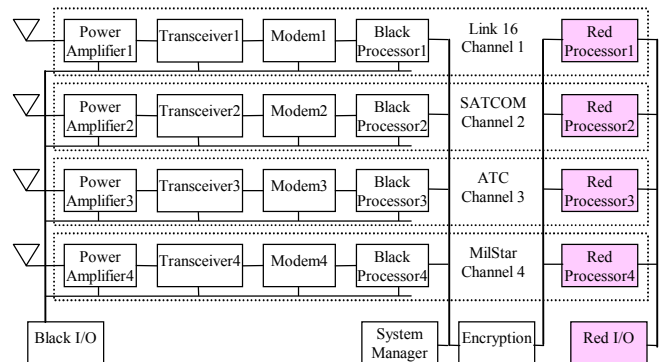 Power Amplifier1
Transceiver1
Modem1
Black Processor1
Link 16 Channel 1
Red Processor1
Power Amplifier2
Transceiver2
Modem2
Black Processor2
SATCOM Channel 2
Red Processor2
Power Amplifier3
Transceiver3
Modem3
Black Processor3
ATC Channel 3
Red Processor3
Power Amplifier4
Transceiver4
Modem4
Black Processor4
MilStar Channel 4
Red Processor4
Black I/O
System Manager
Encryption
Red I/O